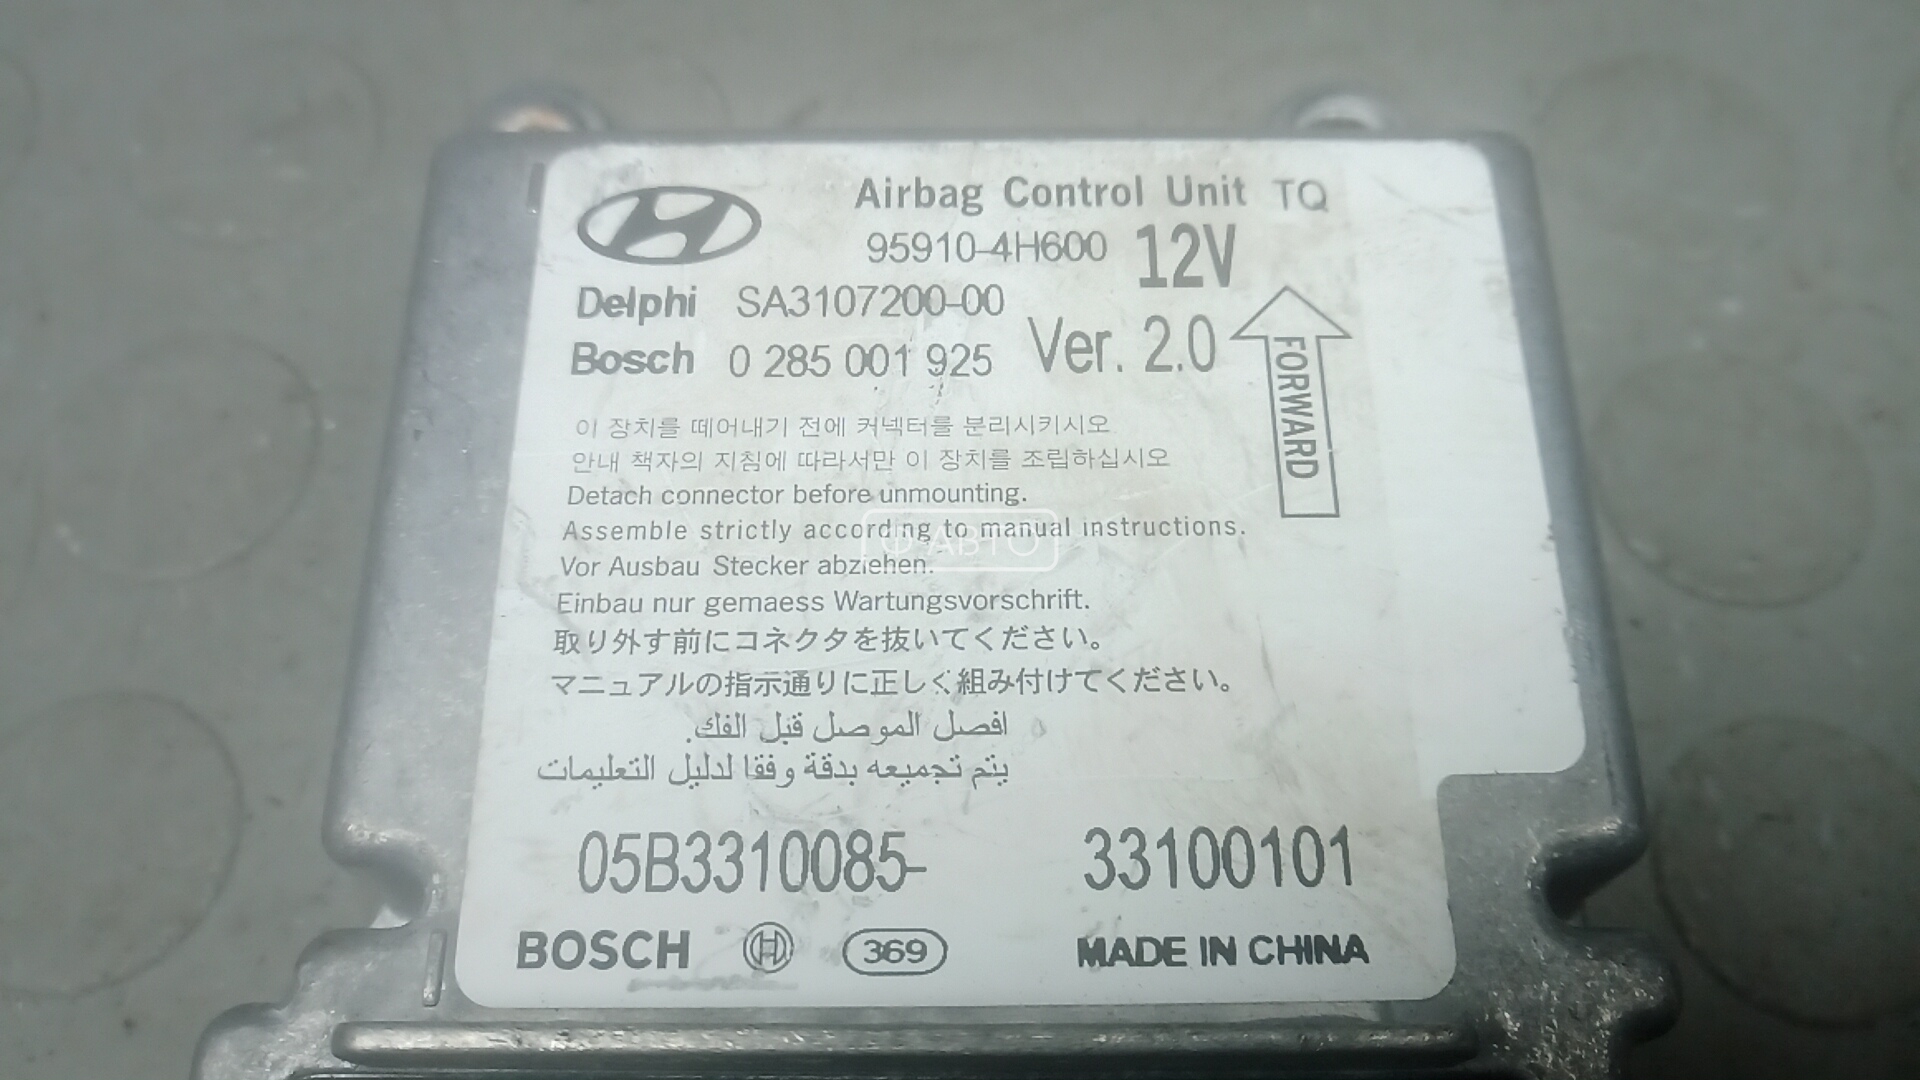 Airbag Control Unit TQ
95910-4H600 12V
Delphi SA3107200-00
Bosch 0 285 001 925 Ver. 2.0
FORWARD
이 장치를 떼어내기 전에 커넥터를 분리시키시오.
안내 책자의 지침에 따라서만 이 장치를 조립하십시오
Detach connector before unmounting.
Assemble strictly according to manual instructions.
Ф АВТО
Vor Ausbau Stecker abziehen.
Einbau nur gemaess Wartungsvorschrift.
取り外す前にコネクタを抜いてください。
マニュアルの指示通りに正しく組み付けてください。
افصل الموصل قبل الفك.
يتم تجميعه بدقة وفقا لدليل التعليمات
05B3310085- 33100101
BOSCH 369 MADE IN CHINA